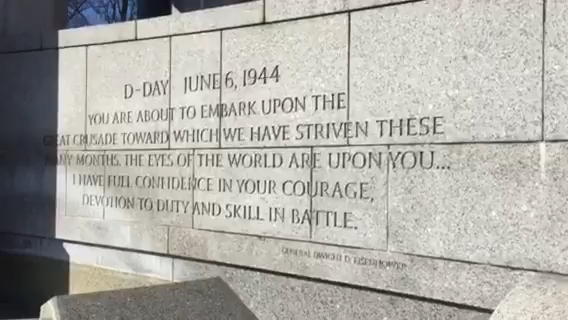 D-DAY JUNE 6, 1944
YOU ARE ABOUT TO EMBARK UPON THE
GREAT CRUSADE TOWARD WHICH WE HAVE STRIVEN THESE
MANY MONTHS. THE EYES OF THE WORLD ARE UPON YOU...
I HAVE FULL CONFIDENCE IN YOUR COURAGE,
DEVOTION TO DUTY AND SKILL IN BATTLE.
GENERAL DWIGHT D. EISENHOWER